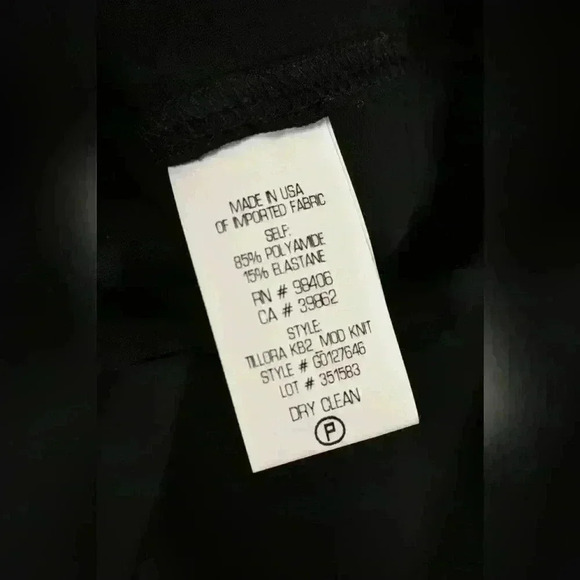 MADE IN USA
OF IMPORTED FABRIC
SELF:
85% POLYAMIDE
15% ELASTANE
RN # 98406
CA # 39862
STYLE:
TILLORA KB2 MOD KNIT
STYLE # G0127646
LOT # 351583
DRY CLEAN
P